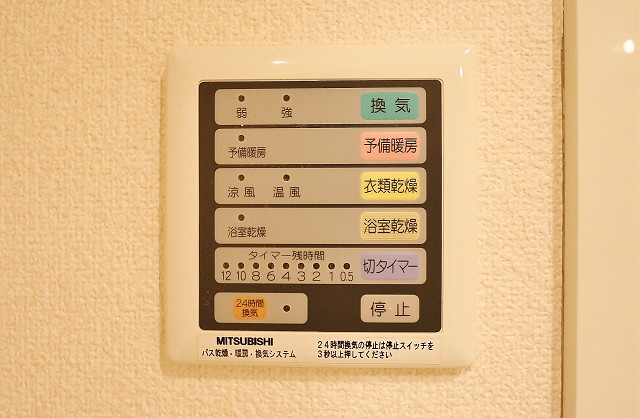 換気
弱 強
予備暖房
予備暖房
衣類乾燥
涼風 温風
浴室乾燥
浴室乾燥
タイマー残時間
12 10 8 6 4 3 2 1 0.5
切タイマー
24時間
換気
停止
MITSUBISHI
バス乾燥・暖房・換気システム
24時間換気の停止は停止スイッチを
3秒以上押してください